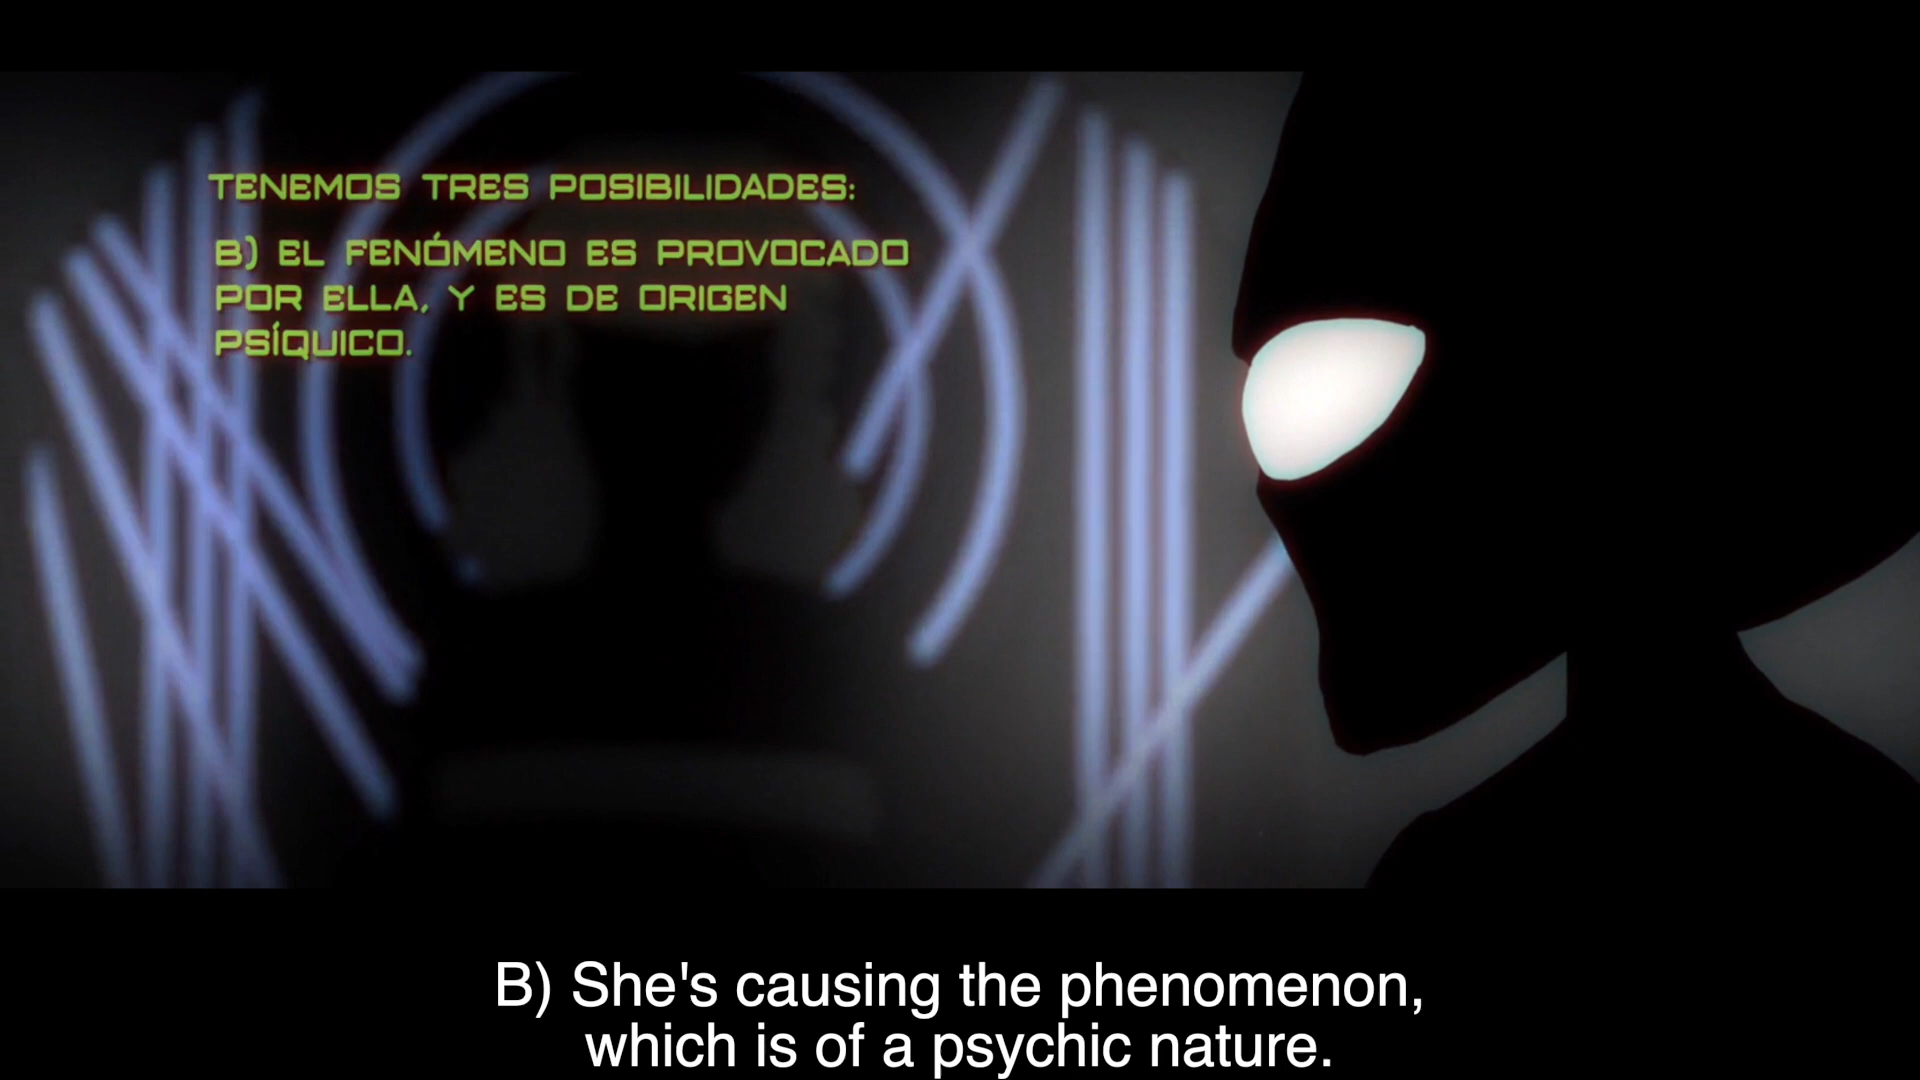 TENEMOS TRES POSIBILIDADES:
B) EL FENÓMENO ES PROVOCADO
POR ELLA, Y ES DE ORIGEN
PSÍQUICO.
B) She's causing the phenomenon,
which is of a psychic nature.